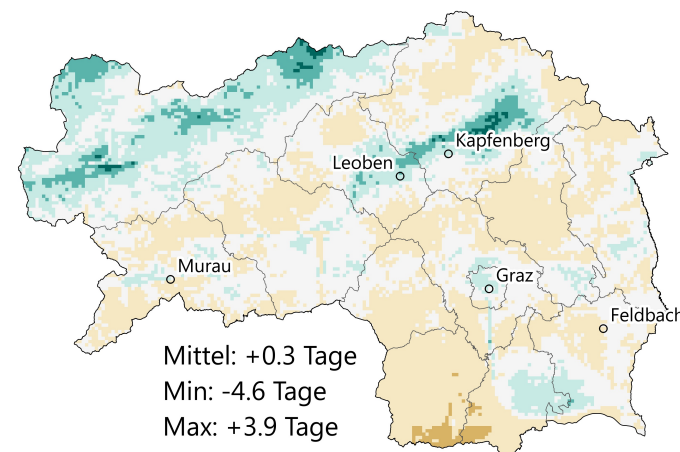 Kapfenberg
Leoben
Murau
Graz
Feldbach
Mittel: +0.3 Tage
Min: -4.6 Tage
Max: +3.9 Tage